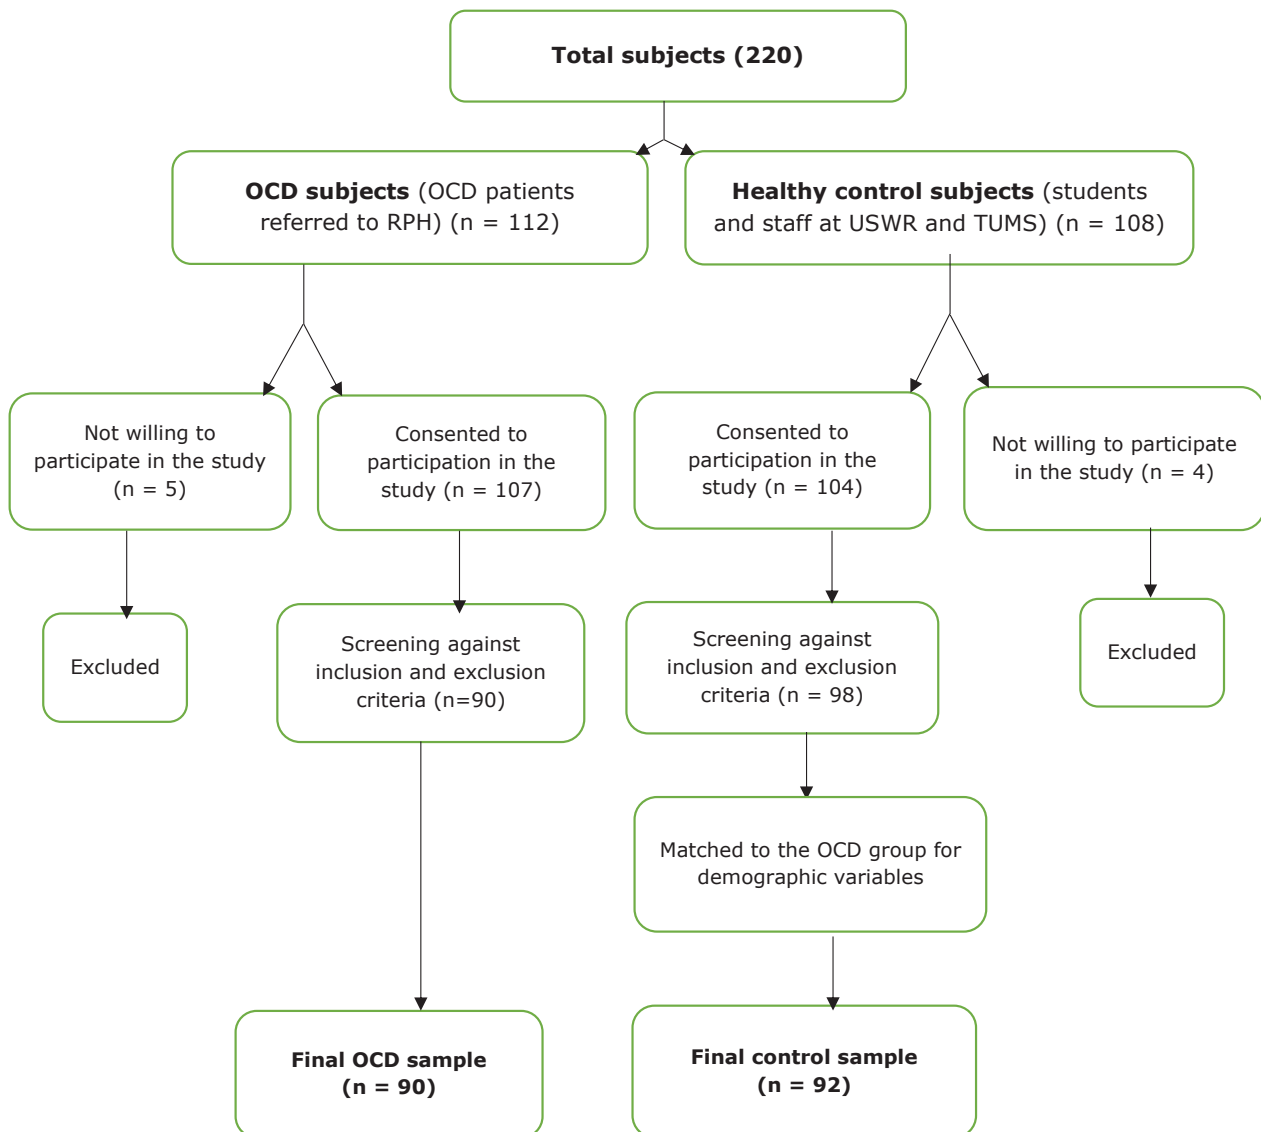 Total subjects (220)
OCD subjects (OCD patients
referred to RPH) (n = 112)
Healthy control subjects (students
and staff at USWR and TUMS) (n = 108)
Not willing to
participate in the study
(n = 5)
Consented to
participation in the
study (n = 107)
Consented to
participation in the
study (n = 104)
Not willing to participate
in the study (n = 4)
Excluded
Screening against
inclusion and exclusion
criteria (n=90)
Screening against
inclusion and exclusion
criteria (n = 98)
Excluded
Matched to the OCD group for
demographic variables
Final OCD sample
(n = 90)
Final control sample
(n = 92)